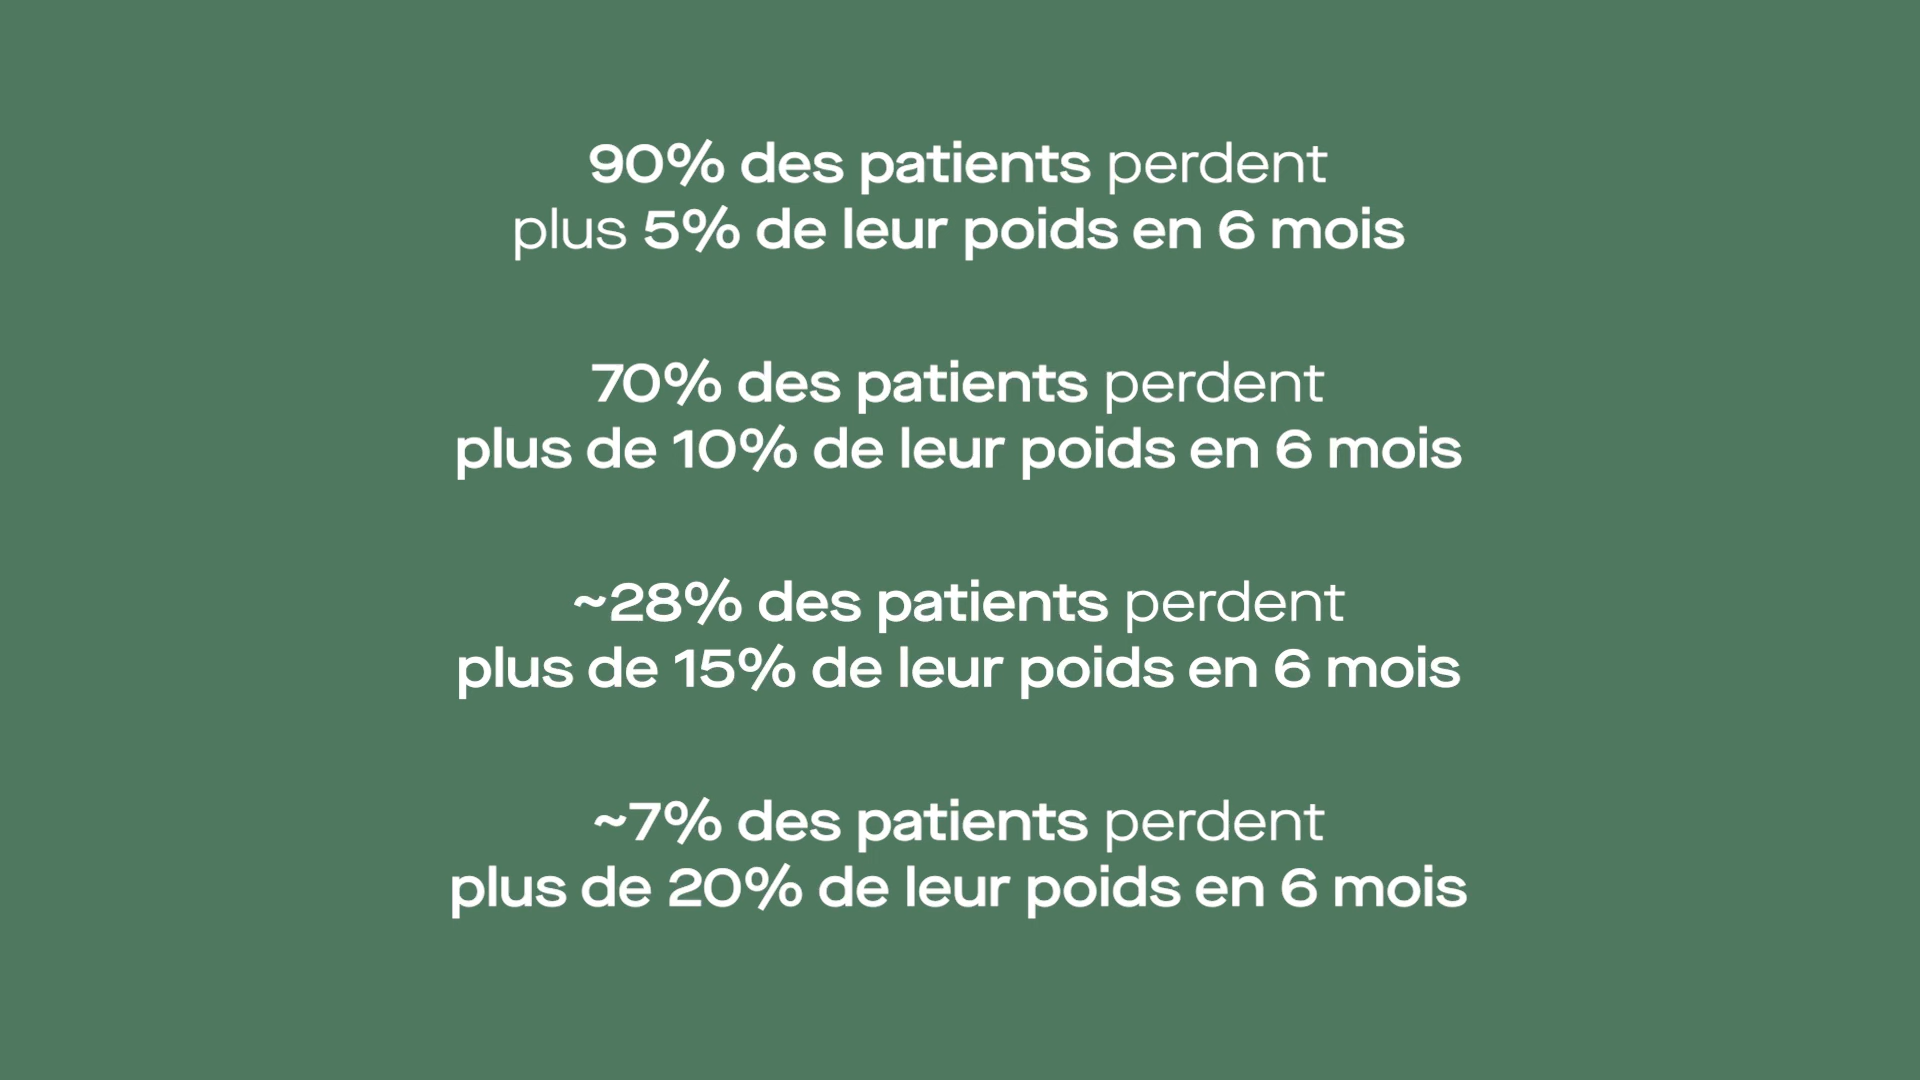 90% des patients perdent
plus 5% de leur poids en 6 mois
70% des patients perdent
plus de 10% de leur poids en 6 mois
~28% des patients perdent
plus de 15% de leur poids en 6 mois
~7% des patients perdent
plus de 20% de leur poids en 6 mois